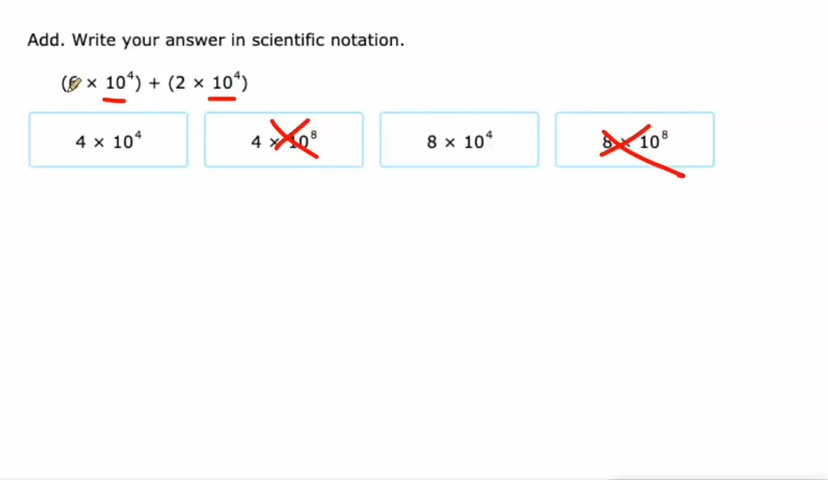 Add. Write your answer in scientific notation.
( × 10⁴) + (2 × 10⁴)
4 × 10⁴
4 × 10⁸
8 × 10⁴
8 × 10⁸